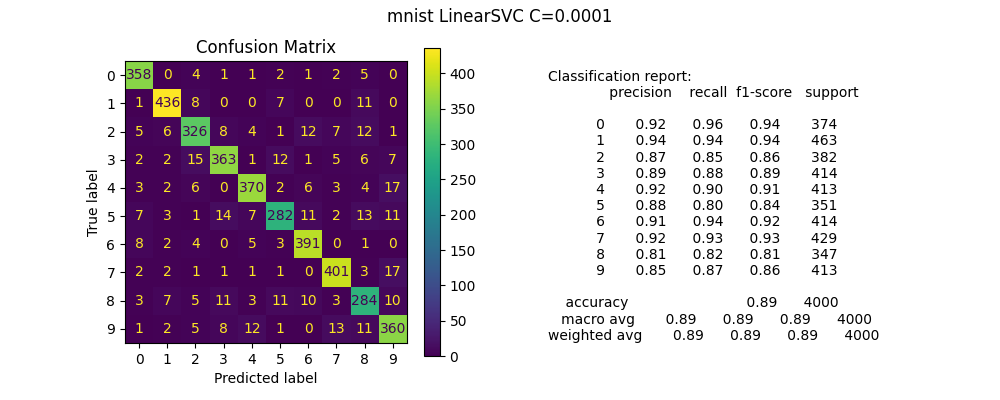 mnist LinearSVC C=0.0001
Confusion Matrix
True label
0 358 0 4 1 1 2 1 2 5 0
1 1 436 8 0 0 7 0 0 11 0
2 5 6 326 8 4 1 12 7 12 1
3 2 2 15 363 1 12 1 5 6 7
4 3 2 6 0 370 2 6 3 4 17
5 7 3 1 14 7 282 11 2 13 11
6 8 2 4 0 5 3 391 0 1 0
7 2 2 1 1 1 1 0 401 3 17
8 3 7 5 11 3 11 10 3 284 10
9 1 2 5 8 12 1 0 13 11 360
0 1 2 3 4 5 6 7 8 9
Predicted label
400
350
300
250
200
150
100
50
0
Classification report:
precision recall f1-score support
0 0.92 0.96 0.94 374
1 0.94 0.94 0.94 463
2 0.87 0.85 0.86 382
3 0.89 0.88 0.89 414
4 0.92 0.90 0.91 413
5 0.88 0.80 0.84 351
6 0.91 0.94 0.92 414
7 0.92 0.93 0.93 429
8 0.81 0.82 0.81 347
9 0.85 0.87 0.86 413
accuracy 0.89 4000
macro avg 0.89 0.89 0.89 4000
weighted avg 0.89 0.89 0.89 4000